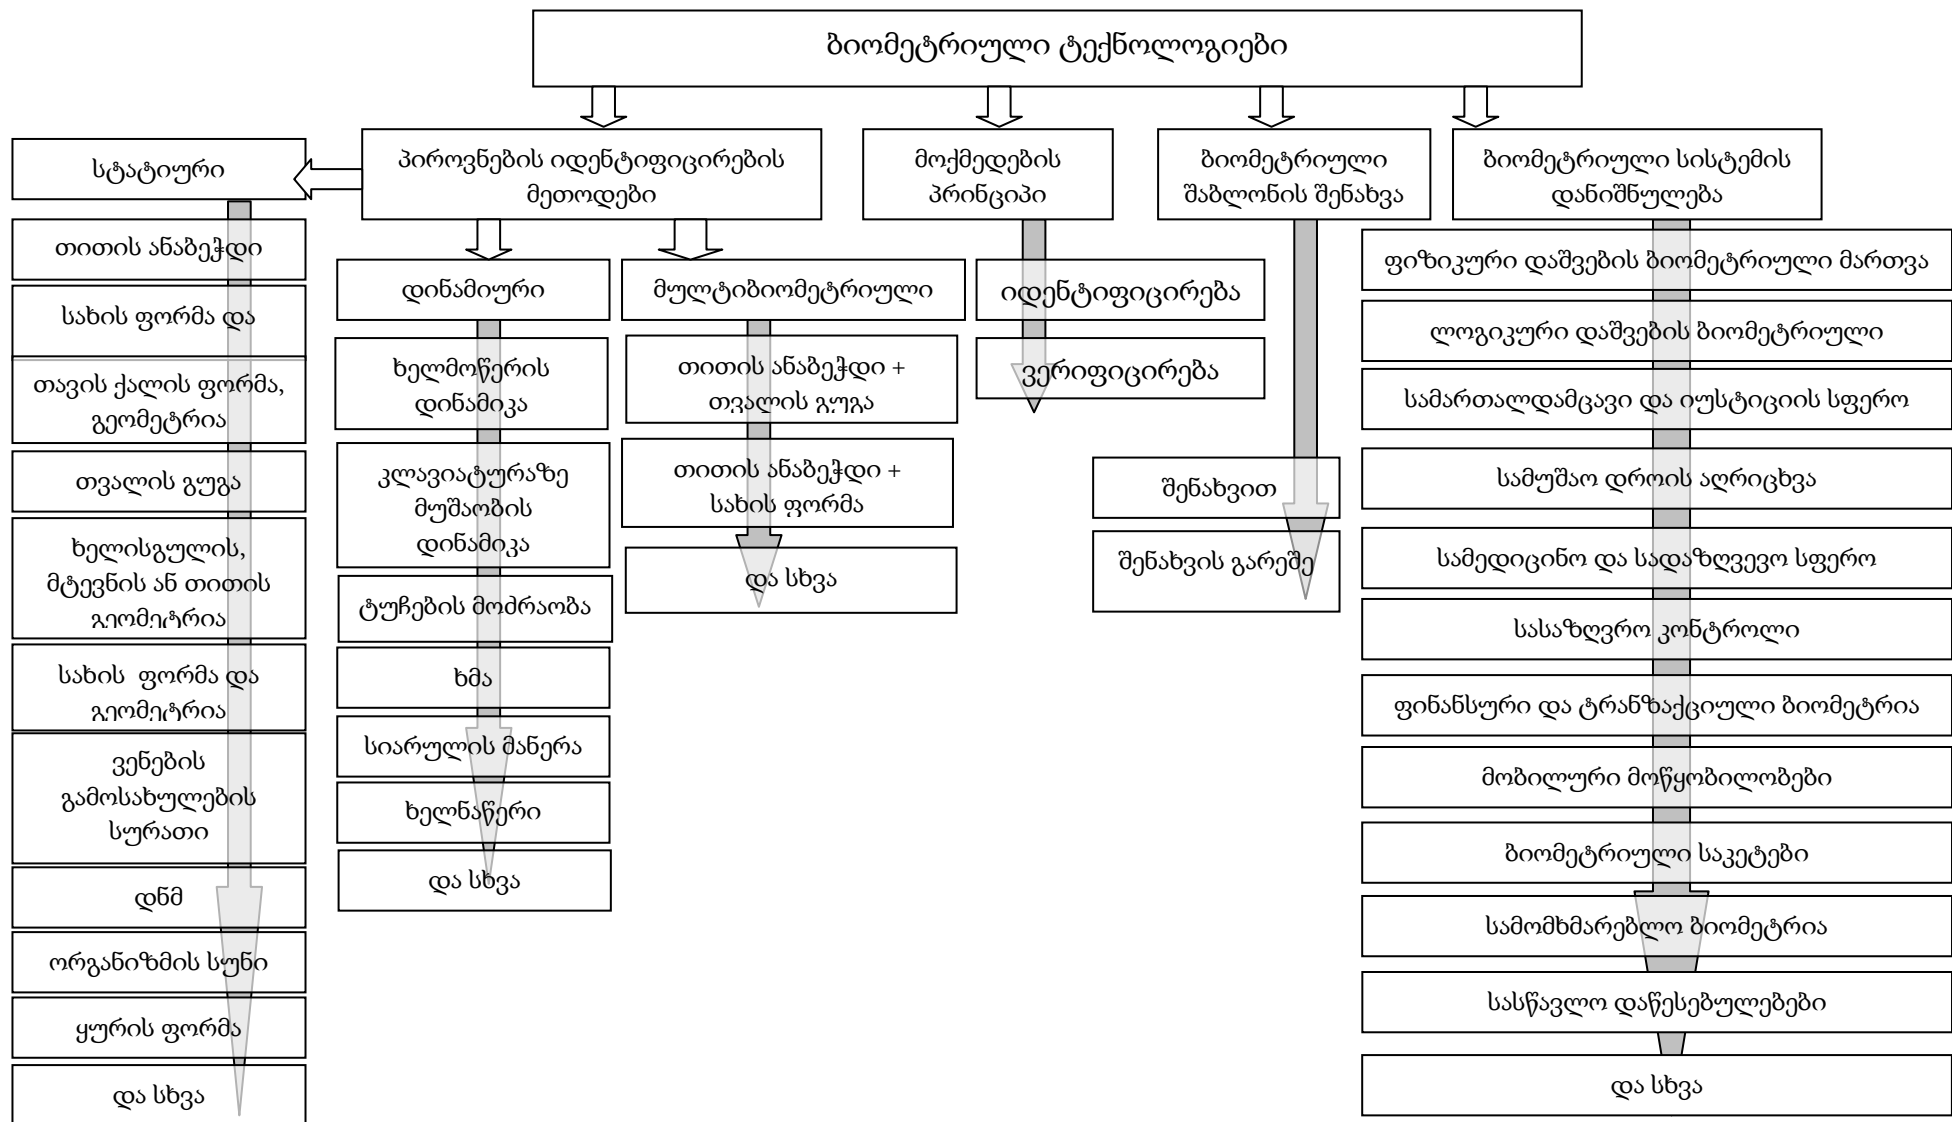 ბიომეტრიული ტექნოლოგიები
სტატიური
თითის ანაბეჭდი
სახის ფორმა და
თავის ქალის ფორმა,
გეომეტრია
თვალის გუგა
ხელისგულის,
მტევნის ან თითის
გეომეტრია
სახის ფორმა და
გეომეტრია
ვენების
გამოსახულების
სურათი
დნმ
ორგანიზმის სუნი
ყურის ფორმა
და სხვა
პიროვნების იდენტიფიცირების
მეთოდები
დინამიური
ხელმოწერის
დინამიკა
კლავიატურაზე
მუშაობის
დინამიკა
ტუჩების მოძრაობა
ხმა
სიარულის მანერა
ხელნაწერი
და სხვა
მულტიბიომეტრიული
თითის ანაბეჭდი +
თვალის გუგა
თითის ანაბეჭდი +
სახის ფორმა
და სხვა
მოქმედების
პრინციპი
იდენტიფიცირება
ვერიფიცირება
ბიომეტრიული
შაბლონის შენახვა
შენახვით
შენახვის გარეშე
ბიომეტრიული სისტემის
დანიშნულება
ფიზიკური დაშვების ბიომეტრიული მართვა
ლოგიკური დაშვების ბიომეტრიული
სამართალდამცავი და იუსტიციის სფერო
სამუშაო დროის აღრიცხვა
სამედიცინო და სადაზღვევო სფერო
სასაზღვრო კონტროლი
ფინანსური და ტრანზაქციული ბიომეტრია
მობილური მოწყობილობები
ბიომეტრიული საკეტები
სამომხმარებლო ბიომეტრია
სასწავლო დაწესებულებები
და სხვა